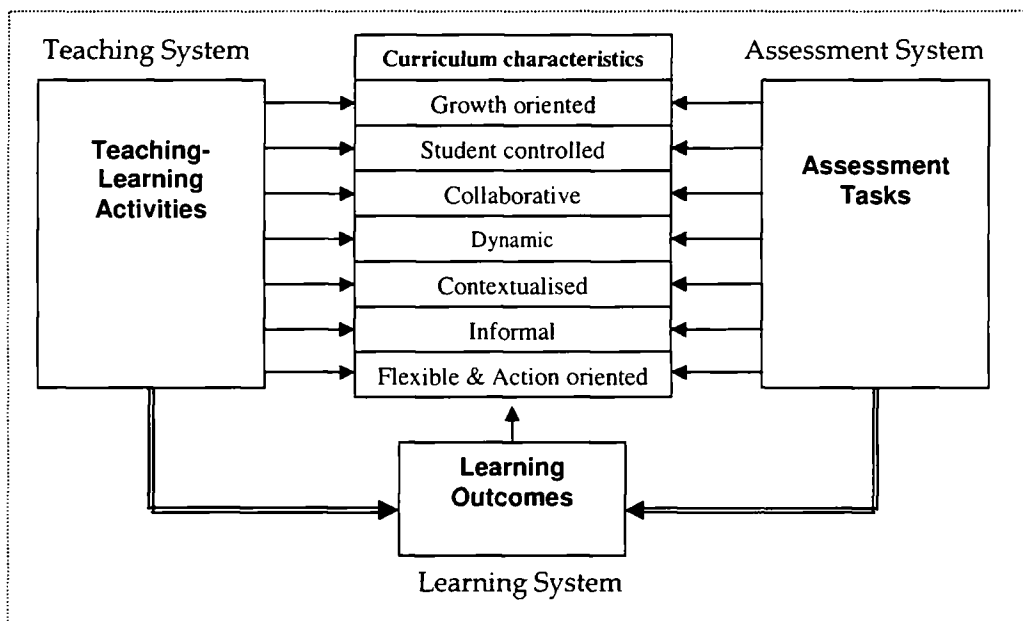 Teaching System
Curriculum characteristics
Assessment System
Teaching-
Learning
Activities
Growth oriented
Student controlled
Collaborative
Dynamic
Contextualised
Informal
Flexible & Action oriented
Assessment
Tasks
Learning
Outcomes
Learning System